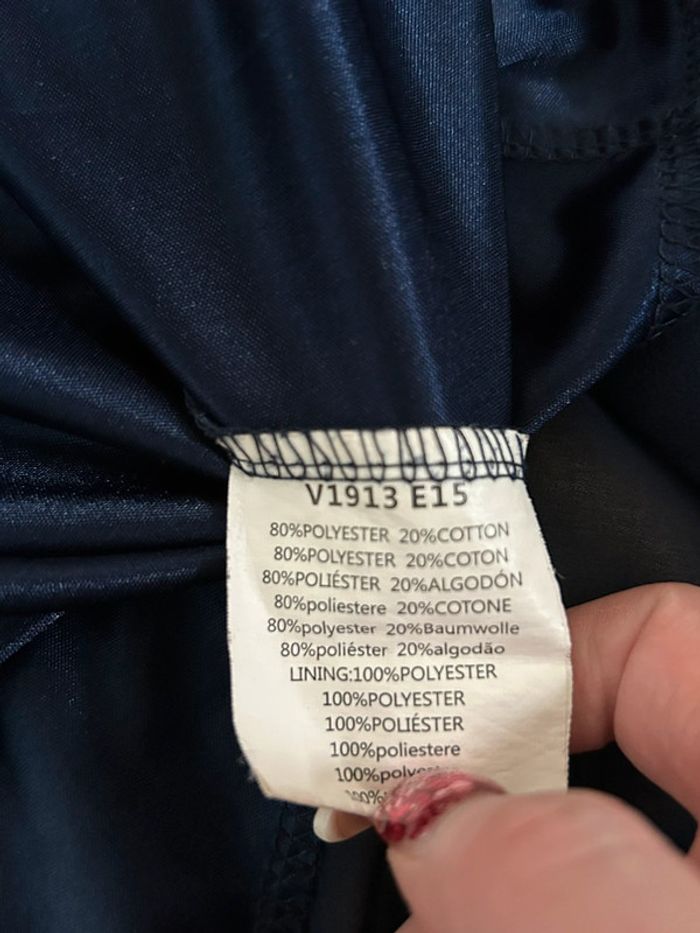 V1913 E15
80%POLYESTER 20%COTTON
80%POLYESTER 20%COTON
80%POLIÉSTER 20%ALGODÓN
80%poliestere 20%COTONE
80%polyester 20%Baumwolle
80%poliéster 20%algodão
LINING:100%POLYESTER
100%POLYESTER
100%POLIÉSTER
100%poliestere